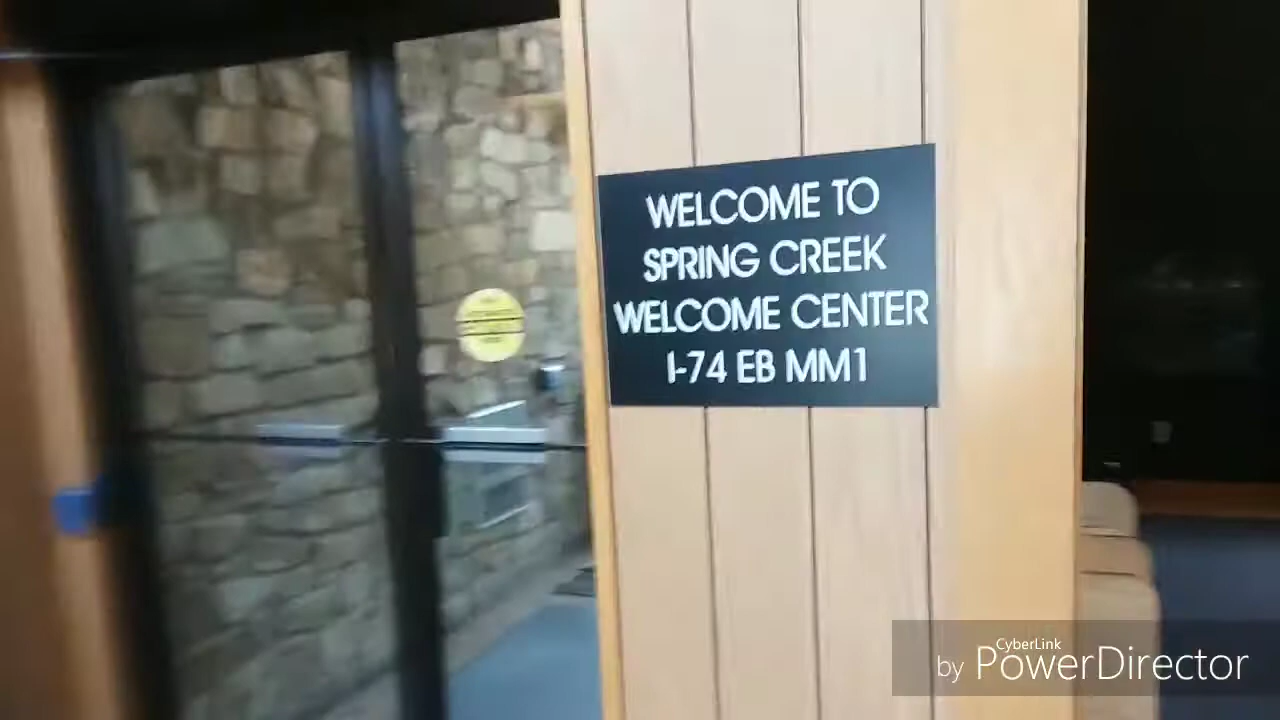 WELCOME TO
SPRING CREEK
WELCOME CENTER
I-74 EB MM1
CyberLink
by PowerDirector